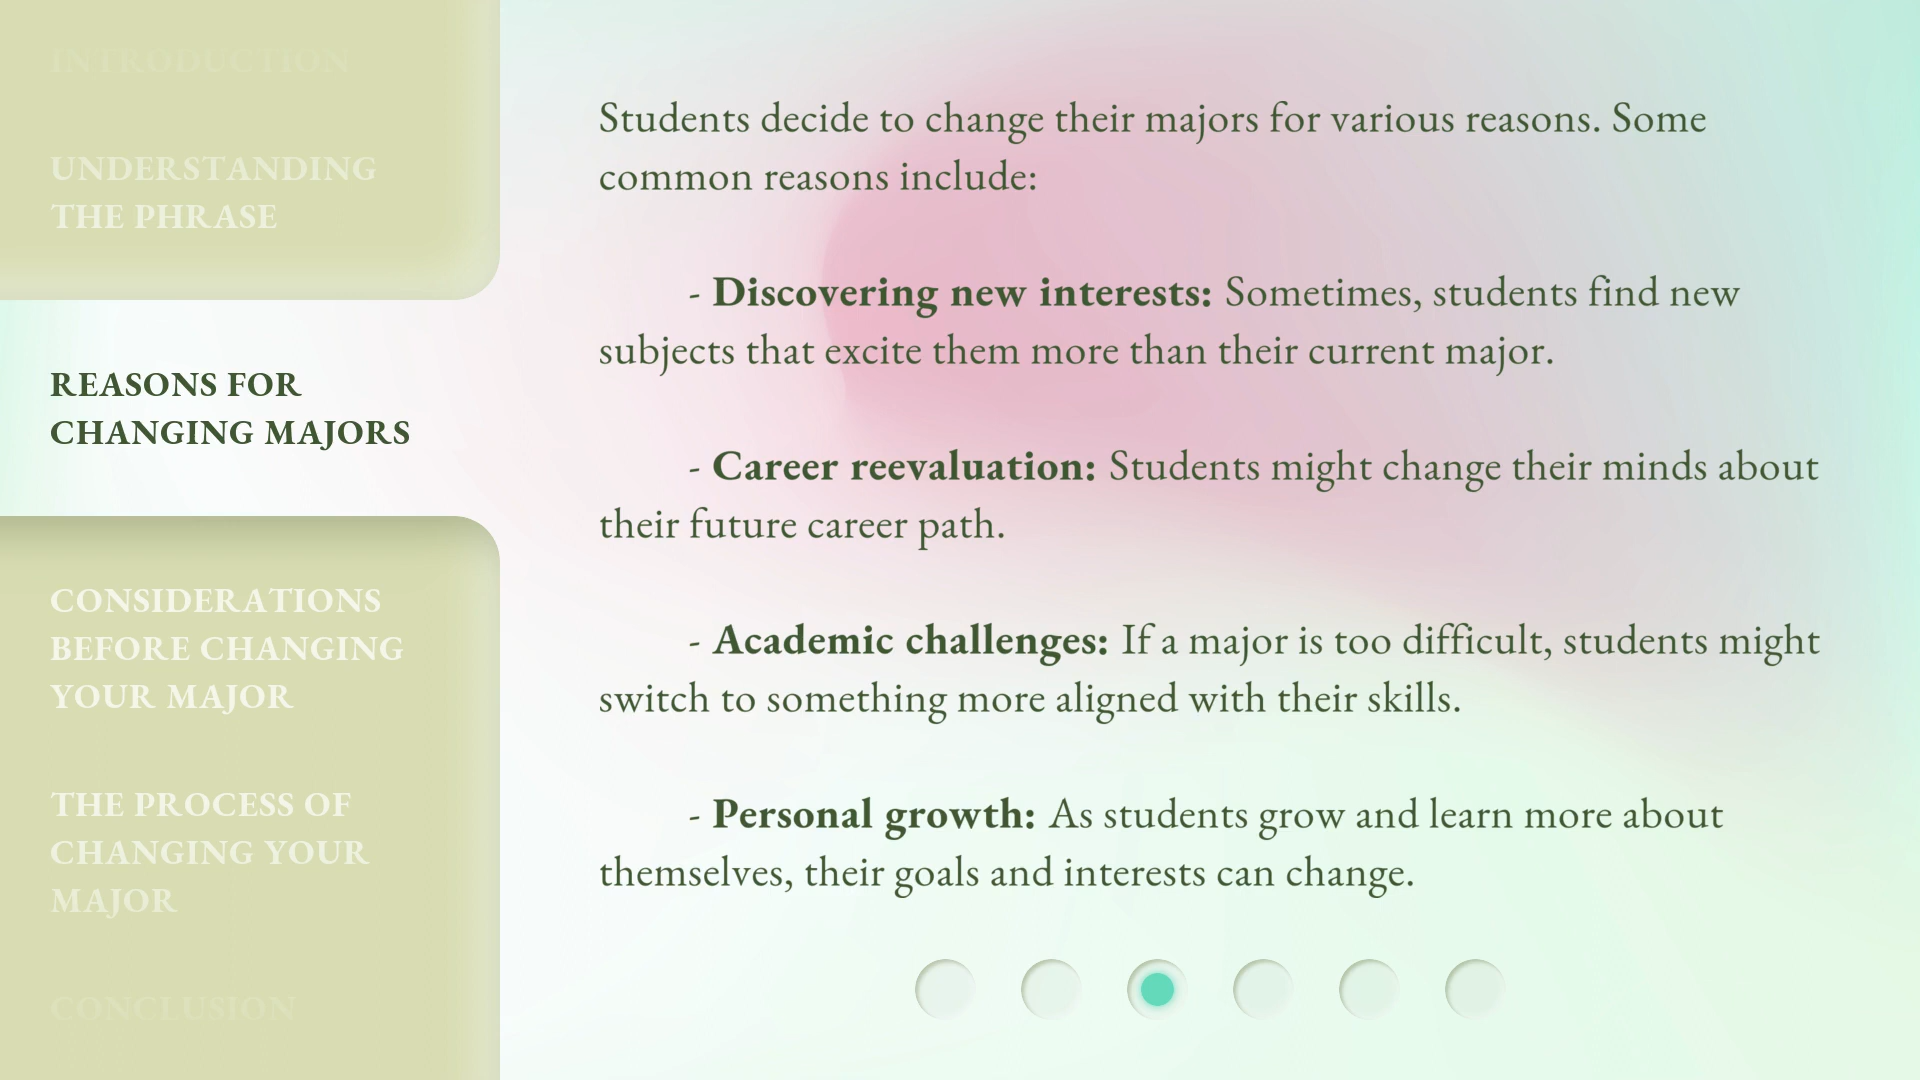 INTRODUCTION
UNDERSTANDING
THE PHRASE
REASONS FOR
CHANGING MAJORS
CONSIDERATIONS
BEFORE CHANGING
YOUR MAJOR
THE PROCESS OF
CHANGING YOUR
MAJOR
CONCLUSION
Students decide to change their majors for various reasons. Some
common reasons include:
- Discovering new interests: Sometimes, students find new
subjects that excite them more than their current major.
- Career reevaluation: Students might change their minds about
their future career path.
- Academic challenges: If a major is too difficult, students might
switch to something more aligned with their skills.
- Personal growth: As students grow and learn more about
themselves, their goals and interests can change.